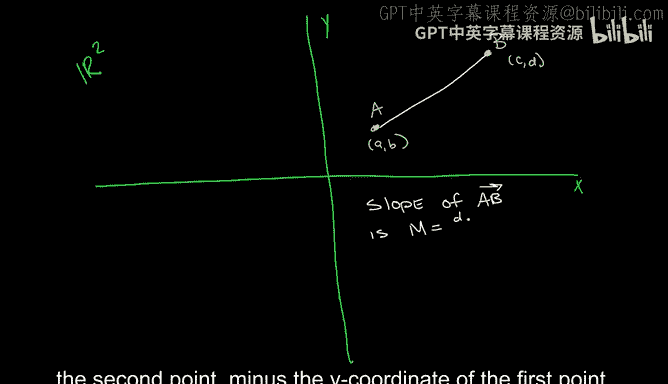 GPT中英字幕课程资源@bilibili.com
GPT中英字幕课程资源 bilibili
y
ℝ²
B
(c,d)
A
(a,b)
x
SLOPE OF AB
is M= d.
the second point, minus the y-coordinate of the first point